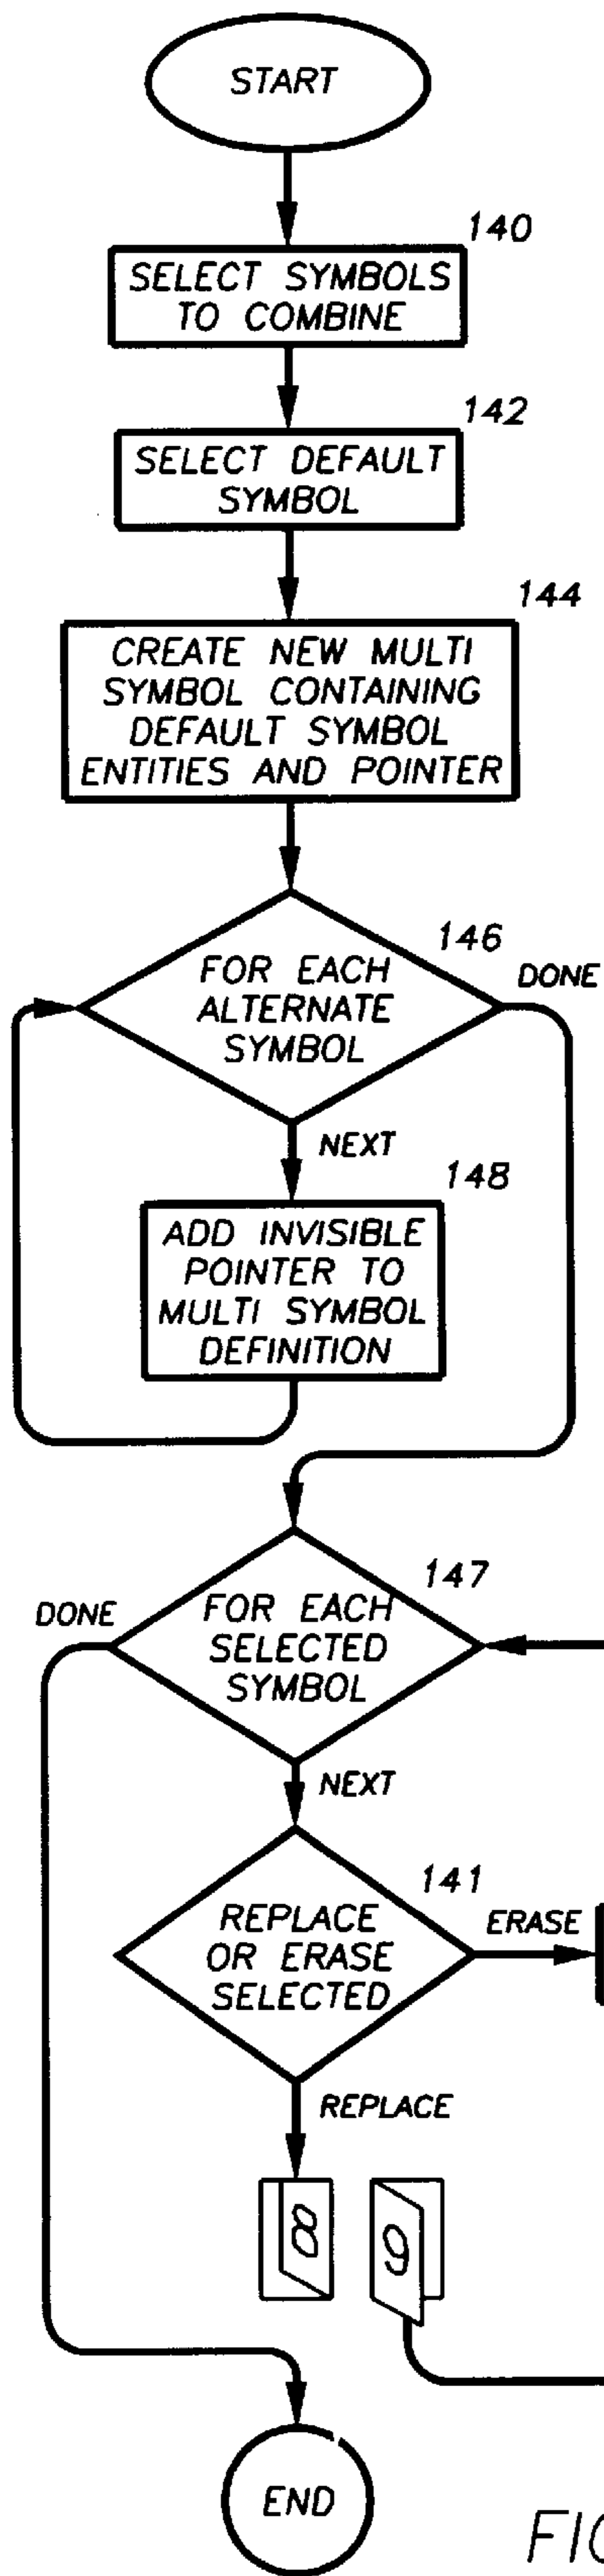 START
140
SELECT SYMBOLS
TO COMBINE
142
SELECT DEFAULT
SYMBOL
144
CREATE NEW MULTI
SYMBOL CONTAINING
DEFAULT SYMBOL
ENTITIES AND POINTER
146
FOR EACH
ALTERNATE
SYMBOL
DONE
NEXT
148
ADD INVISIBLE
POINTER TO
MULTI SYMBOL
DEFINITION
147
DONE
FOR EACH
SELECTED
SYMBOL
NEXT
141
REPLACE
OR ERASE
SELECTED
ERASE
REPLACE
8
9
END